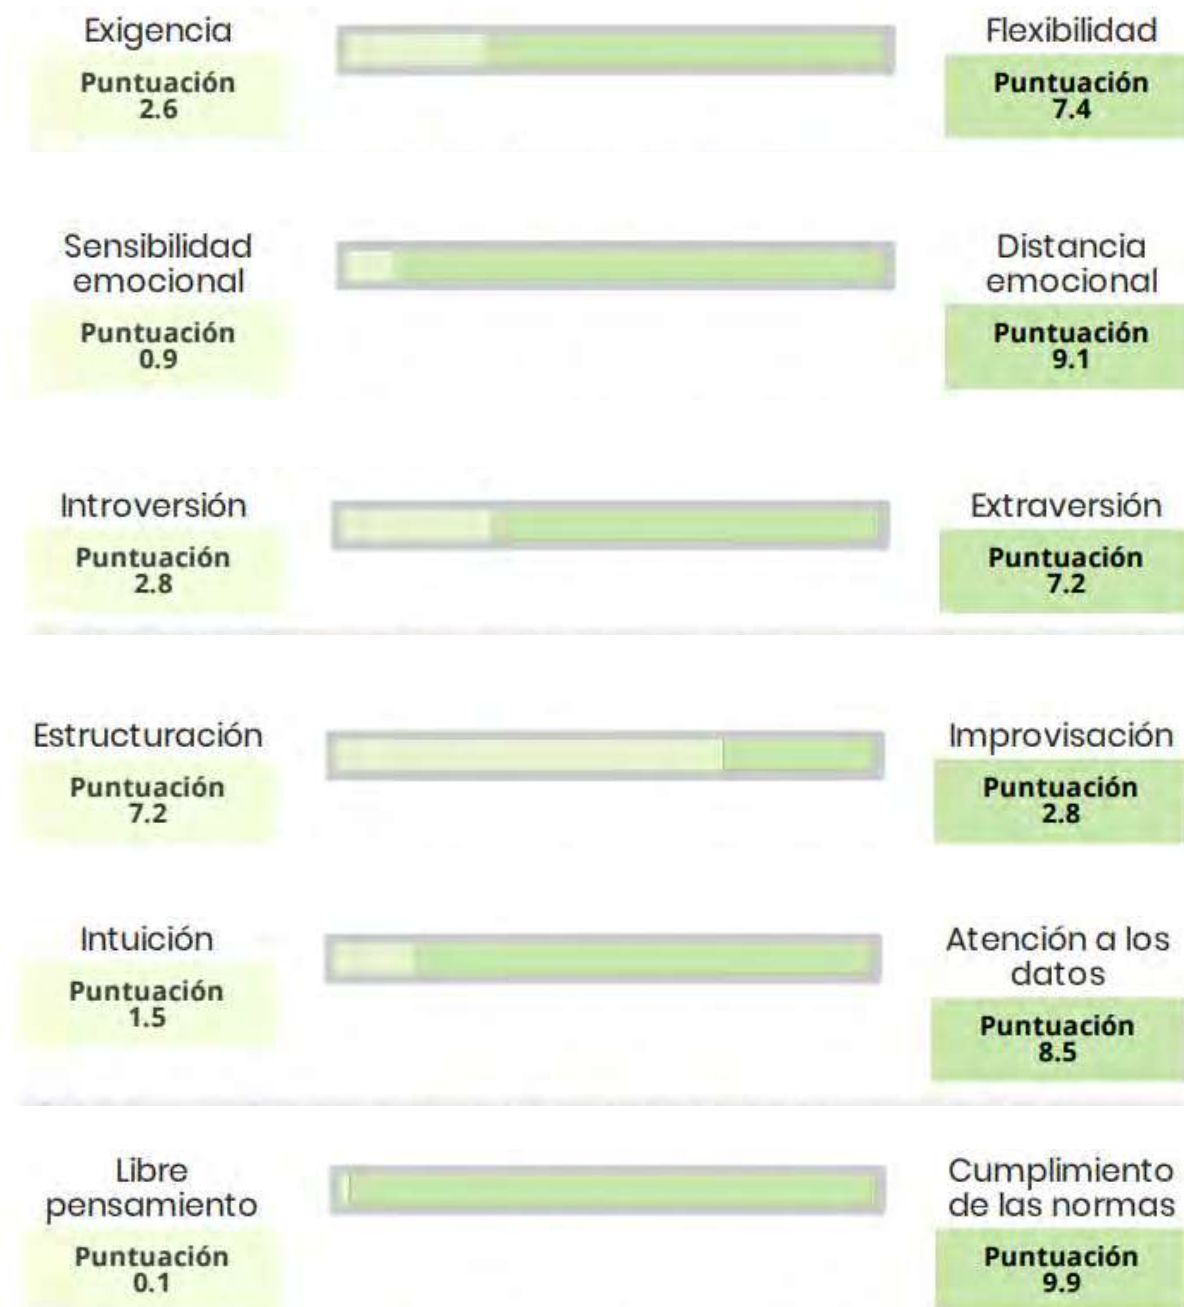 Exigencia
Puntuación
2.6
Flexibilidad
Puntuación
7.4
Sensibilidad
emocional
Puntuación
0.9
Distancia
emocional
Puntuación
9.1
Introversión
Puntuación
2.8
Extraversión
Puntuación
7.2
Estructuración
Puntuación
7.2
Improvisación
Puntuación
2.8
Intuición
Puntuación
1.5
Atención a los
datos
Puntuación
8.5
Libre
pensamiento
Puntuación
0.1
Cumplimiento
de las normas
Puntuación
9.9